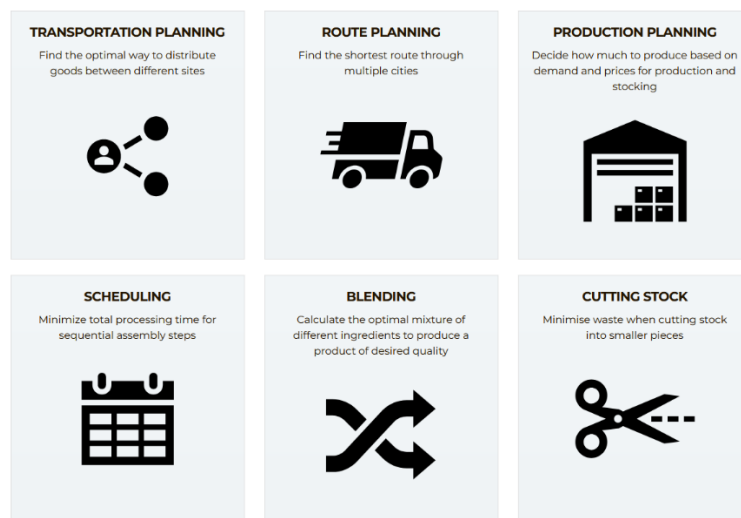 TRANSPORTATION PLANNING
Find the optimal way to distribute
goods between different sites
ROUTE PLANNING
Find the shortest route through
multiple cities
PRODUCTION PLANNING
Decide how much to produce based on
demand and prices for production and
stocking
SCHEDULING
Minimize total processing time for
sequential assembly steps
BLENDING
Calculate the optimal mixture of
different ingredients to produce a
product of desired quality
CUTTING STOCK
Minimise waste when cutting stock
into smaller pieces